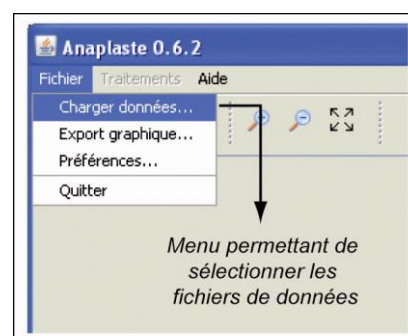 Anaplaste 0.6.2
Fichier Traitements Aide
Charger données...
Export graphique...
Préférences...
Quitter
Menu permettant de
sélectionner les
fichiers de données